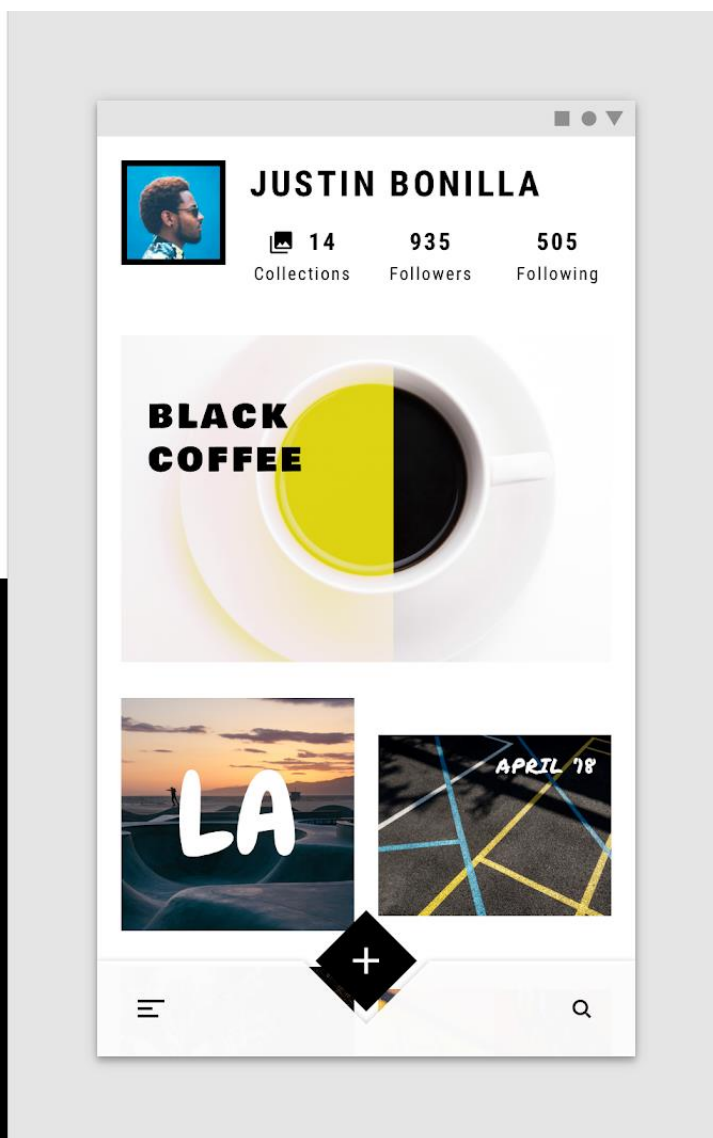 JUSTIN BONILLA
14 935 505
Collections Followers Following
BLACK
COFFEE
LA
APRIL '18